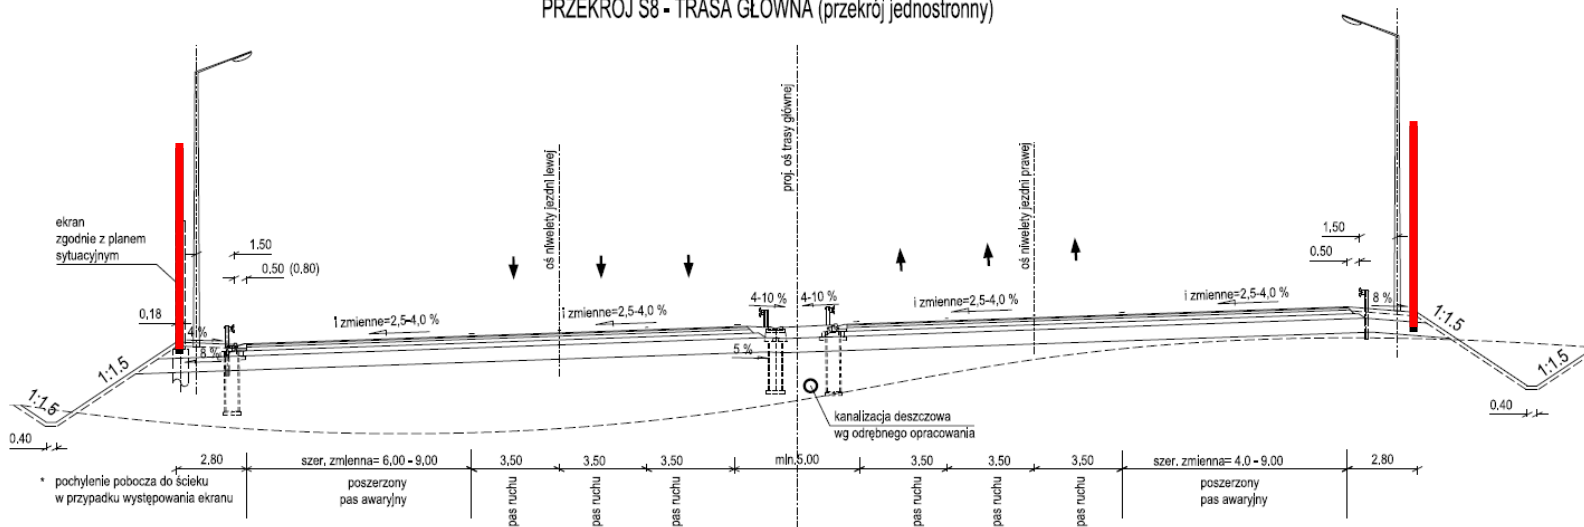 PRZEKRÓJ S8 - TRASA GŁÓWNA (przekrój jednostronny)
oś niwelety jezdni lewej
proj. oś trasy głównej
oś niwelety jezdni prawej
ekran
zgodnie z planem
sytuacyjnym
1.50
0,50 (0,80)
1,50
0,50
0,18
4 %
8 %
i zmienne=2,5-4,0 %
i zmienne=2,5-4,0 %
4-10 %
4-10 %
i zmienne=2,5-4,0 %
i zmienne=2,5-4,0 %
8 %
5 %
1:1.5
1:1.5
1:1.5
1:1.5
0,40
0,40
kanalizacja deszczowa
wg odrębnego opracowania
2.80
szer. zmienna= 6,00 - 9,00
3,50
3,50
3,50
min.5,00
3,50
3,50
3,50
szer. zmienna= 4.0 - 9.00
2,80
poszerzony
pas awaryjny
pas ruchu
pas ruchu
pas ruchu
pas ruchu
pas ruchu
pas ruchu
poszerzony
pas awaryjny
* pochylenie pobocza do ścieku
w przypadku występowania ekranu